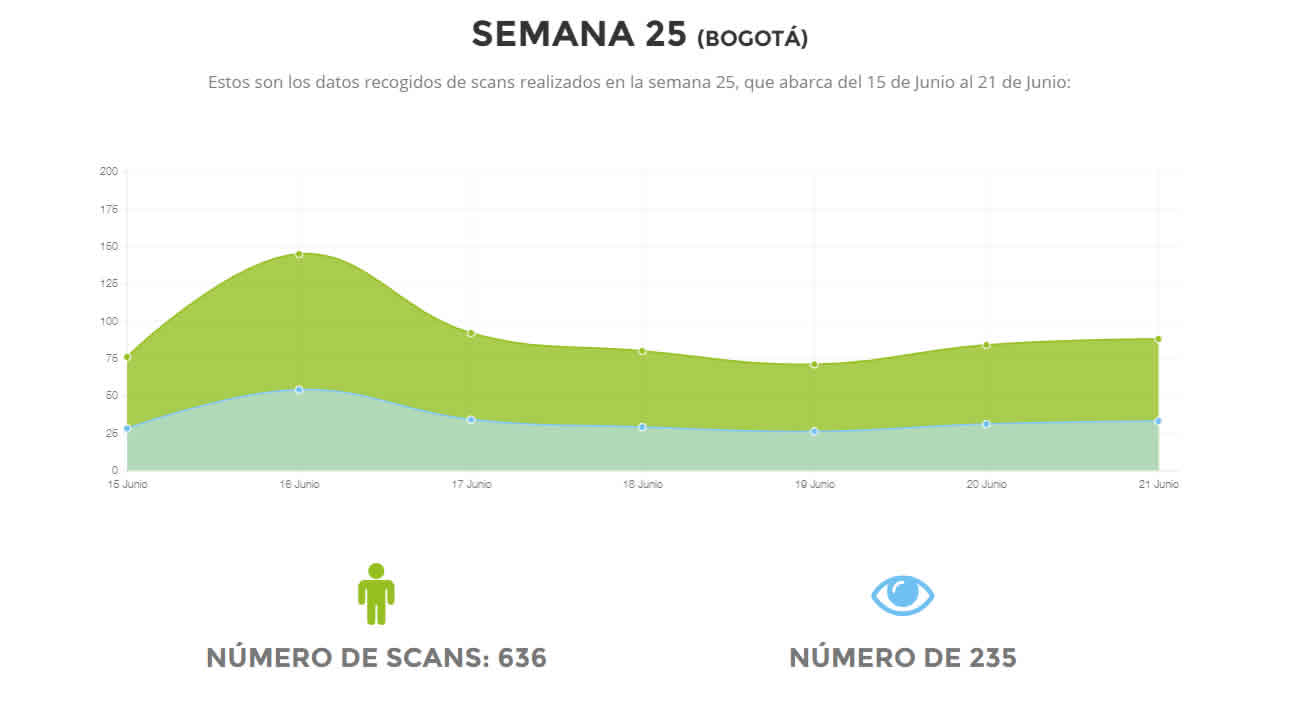 SEMANA 25 (BOGOTÁ)
Estos son los datos recogidos de scans realizados en la semana 25, que abarca del 15 de Junio al 21 de Junio:
200
175
150
125
100
75
50
25
0
15 Junio 16 Junio 17 Junio 18 Junio 19 Junio 20 Junio 21 Junio
NÚMERO DE SCANS: 636 NÚMERO DE 235